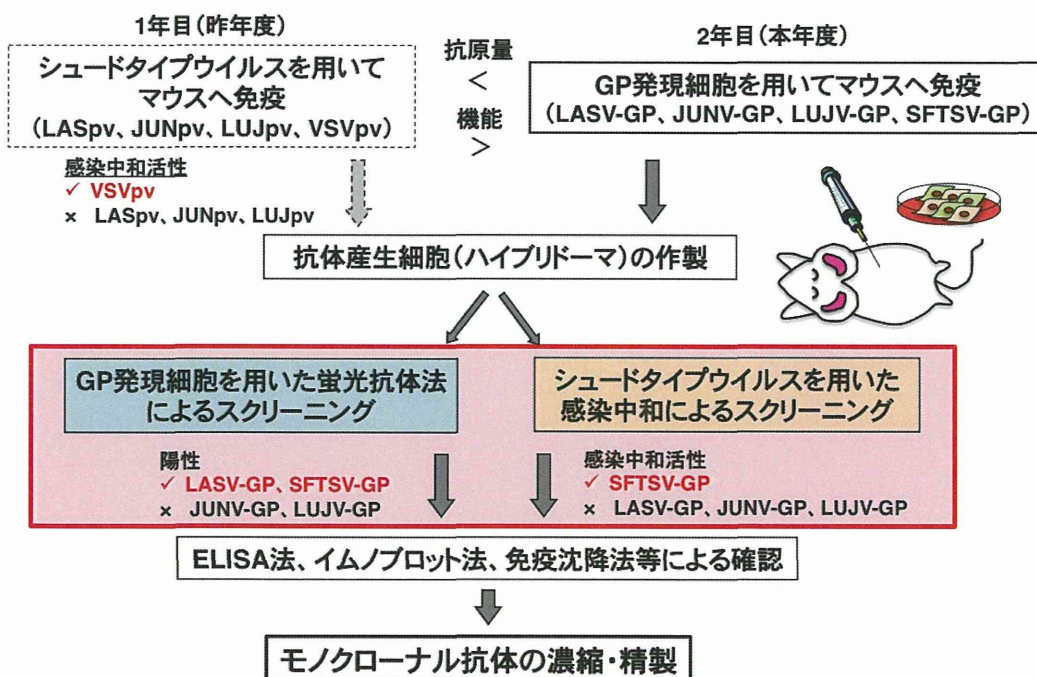 1年目(昨年度)
シュードタイプウイルスを用いて
マウスへ免疫
(LASpv、JUNpv、LUJpv、VSVpv)
抗原量
<
機能
>
2年目(本年度)
GP発現細胞を用いてマウスへ免疫
(LASV-GP、JUNV-GP、LUJV-GP、SFTSV-GP)
感染中和活性
✓ VSVpv
× LASpv、JUNpv、LUJpv
抗体産生細胞(ハイブリドーマ)の作製
GP発現細胞を用いた蛍光抗体法
によるスクリーニング
シュードタイプウイルスを用いた
感染中和によるスクリーニング
陽性
✓ LASV-GP、SFTSV-GP
× JUNV-GP、LUJV-GP
感染中和活性
✓ SFTSV-GP
× LASV-GP、JUNV-GP、LUJV-GP
ELISA法、イムノブロット法、免疫沈降法等による確認
モノクローナル抗体の濃縮・精製